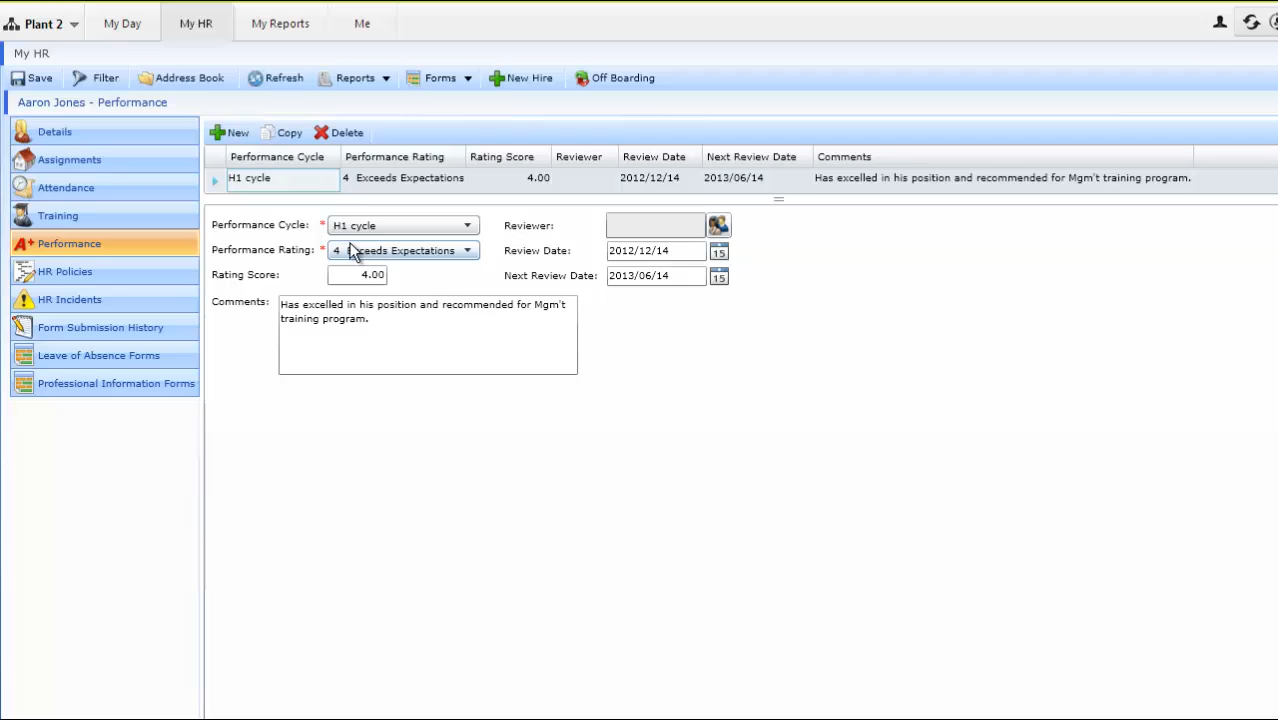 Plant 2 My Day My HR My Reports Me
My HR
Save Filter Address Book Refresh Reports Forms New Hire Off Boarding
Aaron Jones - Performance
Details
Assignments
Attendance
Training
A+ Performance
HR Policies
HR Incidents
Form Submission History
Leave of Absence Forms
Professional Information Forms
New Copy Delete
Performance Cycle Performance Rating Rating Score Reviewer Review Date Next Review Date Comments
H1 cycle 4 Exceeds Expectations 4.00 2012/12/14 2013/06/14 Has excelled in his position and recommended for Mgm't training program.
Performance Cycle: * H1 cycle Reviewer:
Performance Rating: * 4 Exceeds Expectations Review Date: 2012/12/14 15
Rating Score: 4.00 Next Review Date: 2013/06/14 15
Comments: Has excelled in his position and recommended for Mgm't
training program.